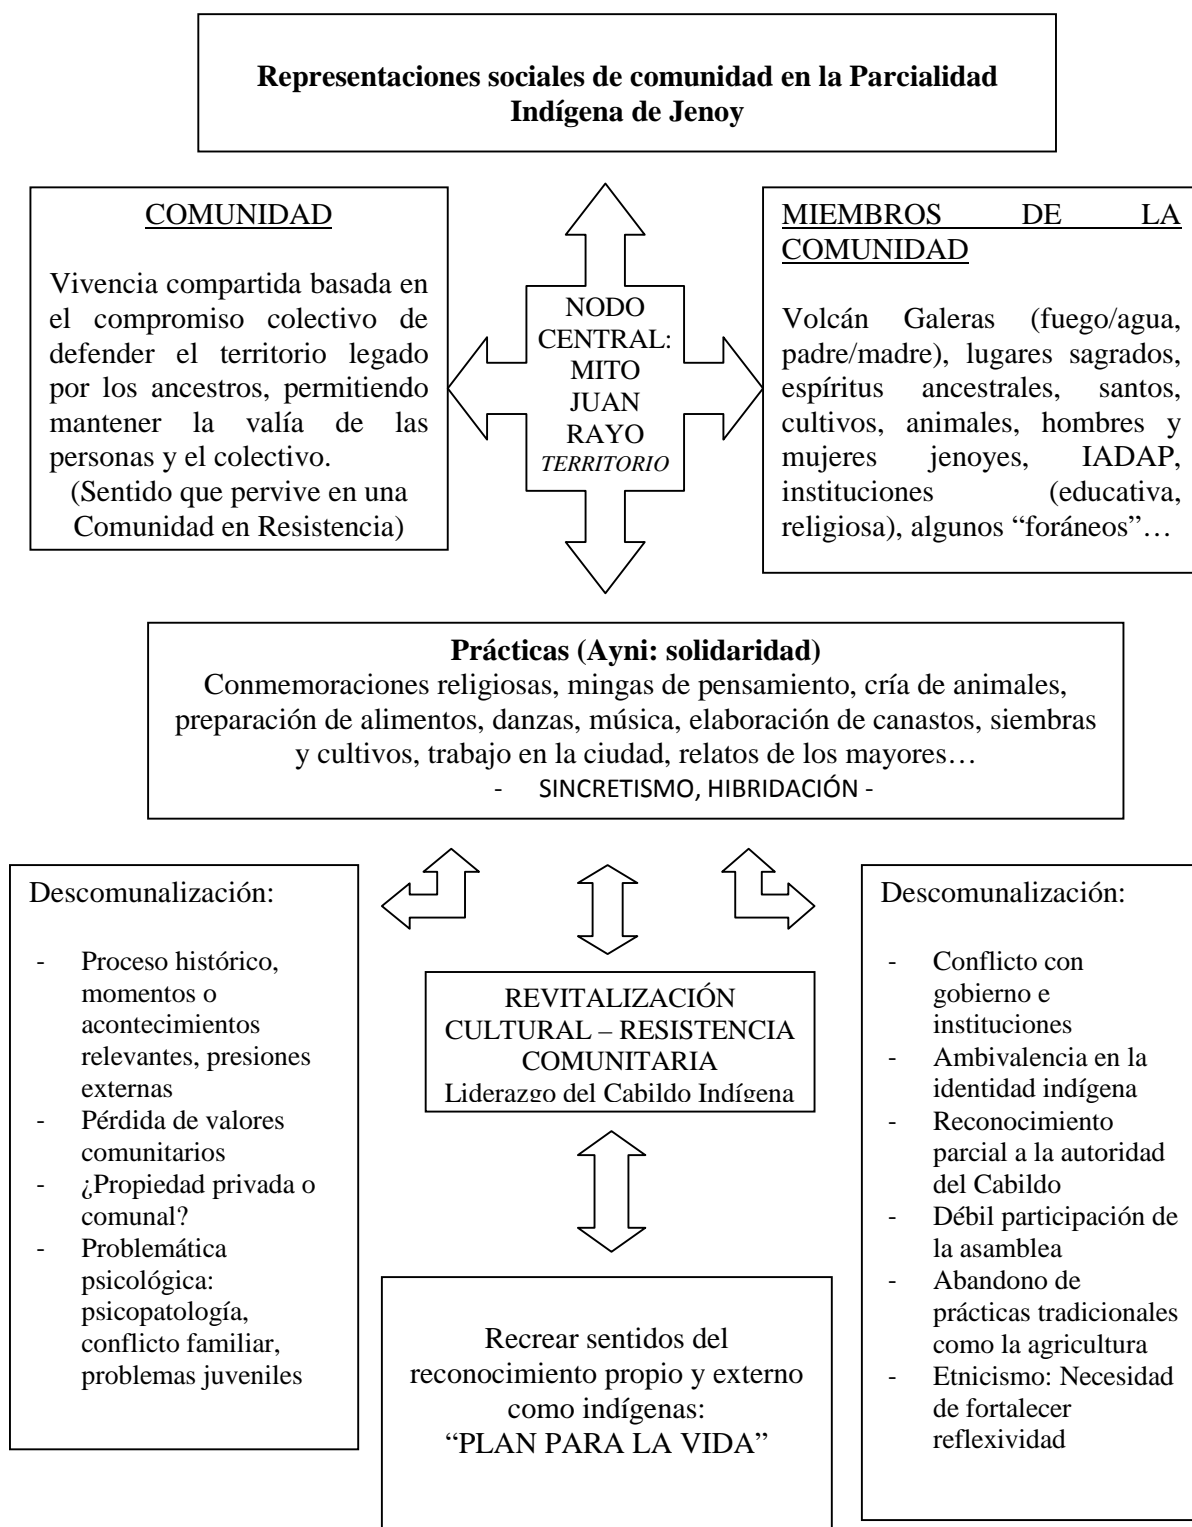 Representaciones sociales de comunidad en la Parcialidad
Indígena de Jenoy
COMUNIDAD
Vivencia compartida basada en
el compromiso colectivo de
defender el territorio legado
por los ancestros, permitiendo
mantener la valía de las
personas y el colectivo.
(Sentido que pervive en una
Comunidad en Resistencia)
NODO
CENTRAL:
MITO
JUAN
RAYO
TERRITORIO
MIEMBROS DE LA
COMUNIDAD
Volcán Galeras (fuego/agua,
padre/madre), lugares sagrados,
espíritus ancestrales, santos,
cultivos, animales, hombres y
mujeres jenoyes, IADAP,
instituciones (educativa,
religiosa), algunos “foráneos”…
Prácticas (Ayni: solidaridad)
Conmemoraciones religiosas, mingas de pensamiento, cría de animales,
preparación de alimentos, danzas, música, elaboración de canastos, siembras
y cultivos, trabajo en la ciudad, relatos de los mayores…
- SINCRETISMO, HIBRIDACIÓN -
Descomunalización:
- Proceso histórico,
momentos o
acontecimientos
relevantes, presiones
externas
- Pérdida de valores
comunitarios
- ¿Propiedad privada o
comunal?
- Problemática
psicológica:
psicopatología,
conflicto familiar,
problemas juveniles
REVITALIZACIÓN
CULTURAL – RESISTENCIA
COMUNITARIA
Liderazgo del Cabildo Indígena
Recrear sentidos del
reconocimiento propio y externo
como indígenas:
“PLAN PARA LA VIDA”
Descomunalización:
- Conflicto con
gobierno e
instituciones
- Ambivalencia en la
identidad indígena
- Reconocimiento
parcial a la autoridad
del Cabildo
- Débil participación de
la asamblea
- Abandono de
prácticas tradicionales
como la agricultura
- Etnicismo: Necesidad
de fortalecer
reflexividad